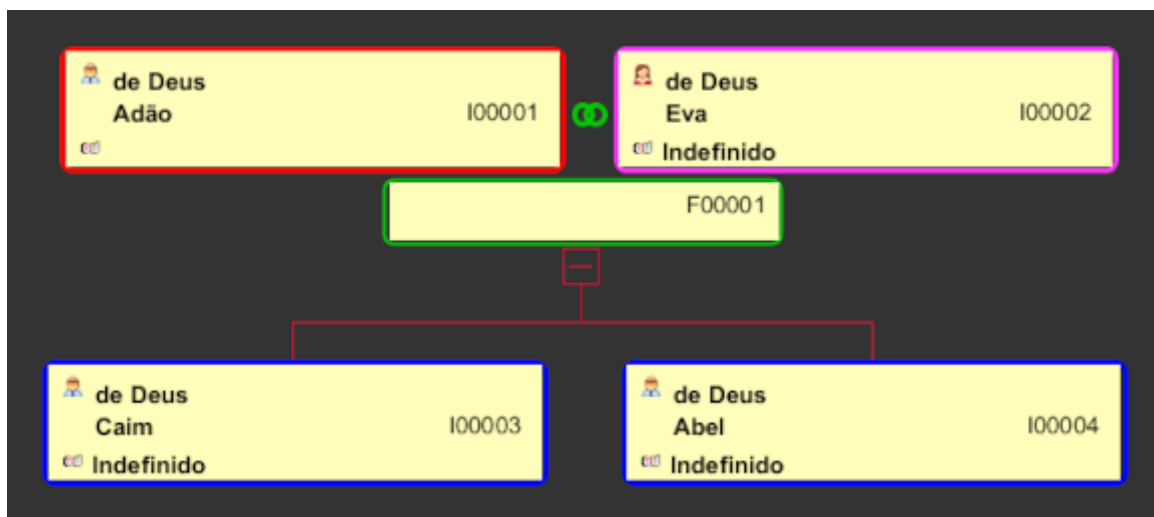 de Deus
Adão I00001
de Deus
Eva I00002
Indefinido
F00001
de Deus
Caim I00003
Indefinido
de Deus
Abel I00004
Indefinido